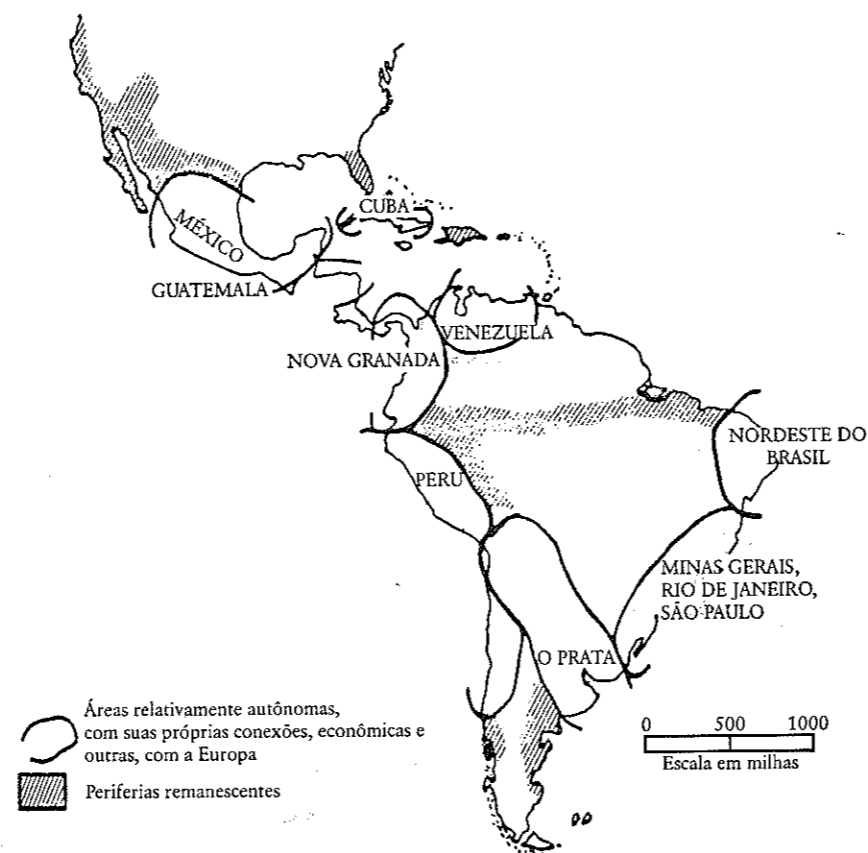 CUBA
MÉXICO
GUATEMALA
VENEZUELA
NOVA GRANADA
NORDESTE DO
BRASIL
PERU
MINAS GERAIS,
RIO DE JANEIRO,
SÃO PAULO
O PRATA
Áreas relativamente autônomas,
com suas próprias conexões, econômicas e
outras, com a Europa
Periferias remanescentes
0 500 1000
Escala em milhas